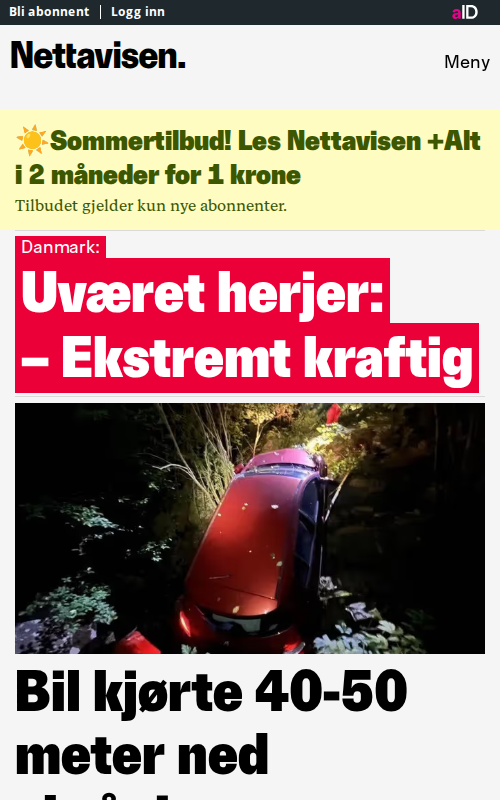 Bli abonnent | Logg inn
aID
Nettavisen.
Meny
Sommertilbud! Les Nettavisen +Alt
i 2 måneder for 1 krone
Tilbudet gjelder kun nye abonnenter.
Danmark:
Uværet herjer:
– Ekstremt kraftig
Bil kjørte 40-50
meter ned